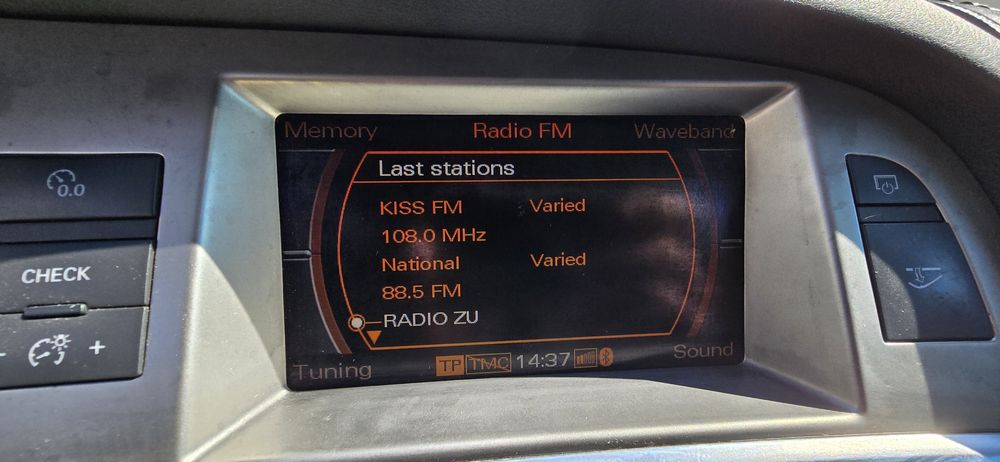 Memory Radio FM Waveband
Last stations
KISS FM Varied
108.0 MHz
National Varied
88.5 FM
RADIO ZU
Tuning TP TMC 14:37 Sound
0.0
CHECK
- +